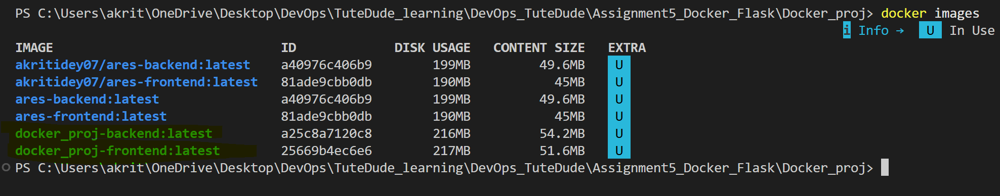 PS C:\Users\akrit\OneDrive\Desktop\DevOps\TuteDude_learning\DevOps_TuteDude\Assignment5_Docker_Flask\Docker_proj> docker images
i Info → U In Use
IMAGE ID DISK USAGE CONTENT SIZE EXTRA
akritidey07/ares-backend:latest a40976c406b9 199MB 49.6MB U
akritidey07/ares-frontend:latest 81ade9cbb0db 190MB 45MB U
ares-backend:latest a40976c406b9 199MB 49.6MB U
ares-frontend:latest 81ade9cbb0db 190MB 45MB U
docker_proj-backend:latest a25c8a7120c8 216MB 54.2MB U
docker_proj-frontend:latest 25669b4ec6e6 217MB 51.6MB U
PS C:\Users\akrit\OneDrive\Desktop\DevOps\TuteDude_learning\DevOps_TuteDude\Assignment5_Docker_Flask\Docker_proj>